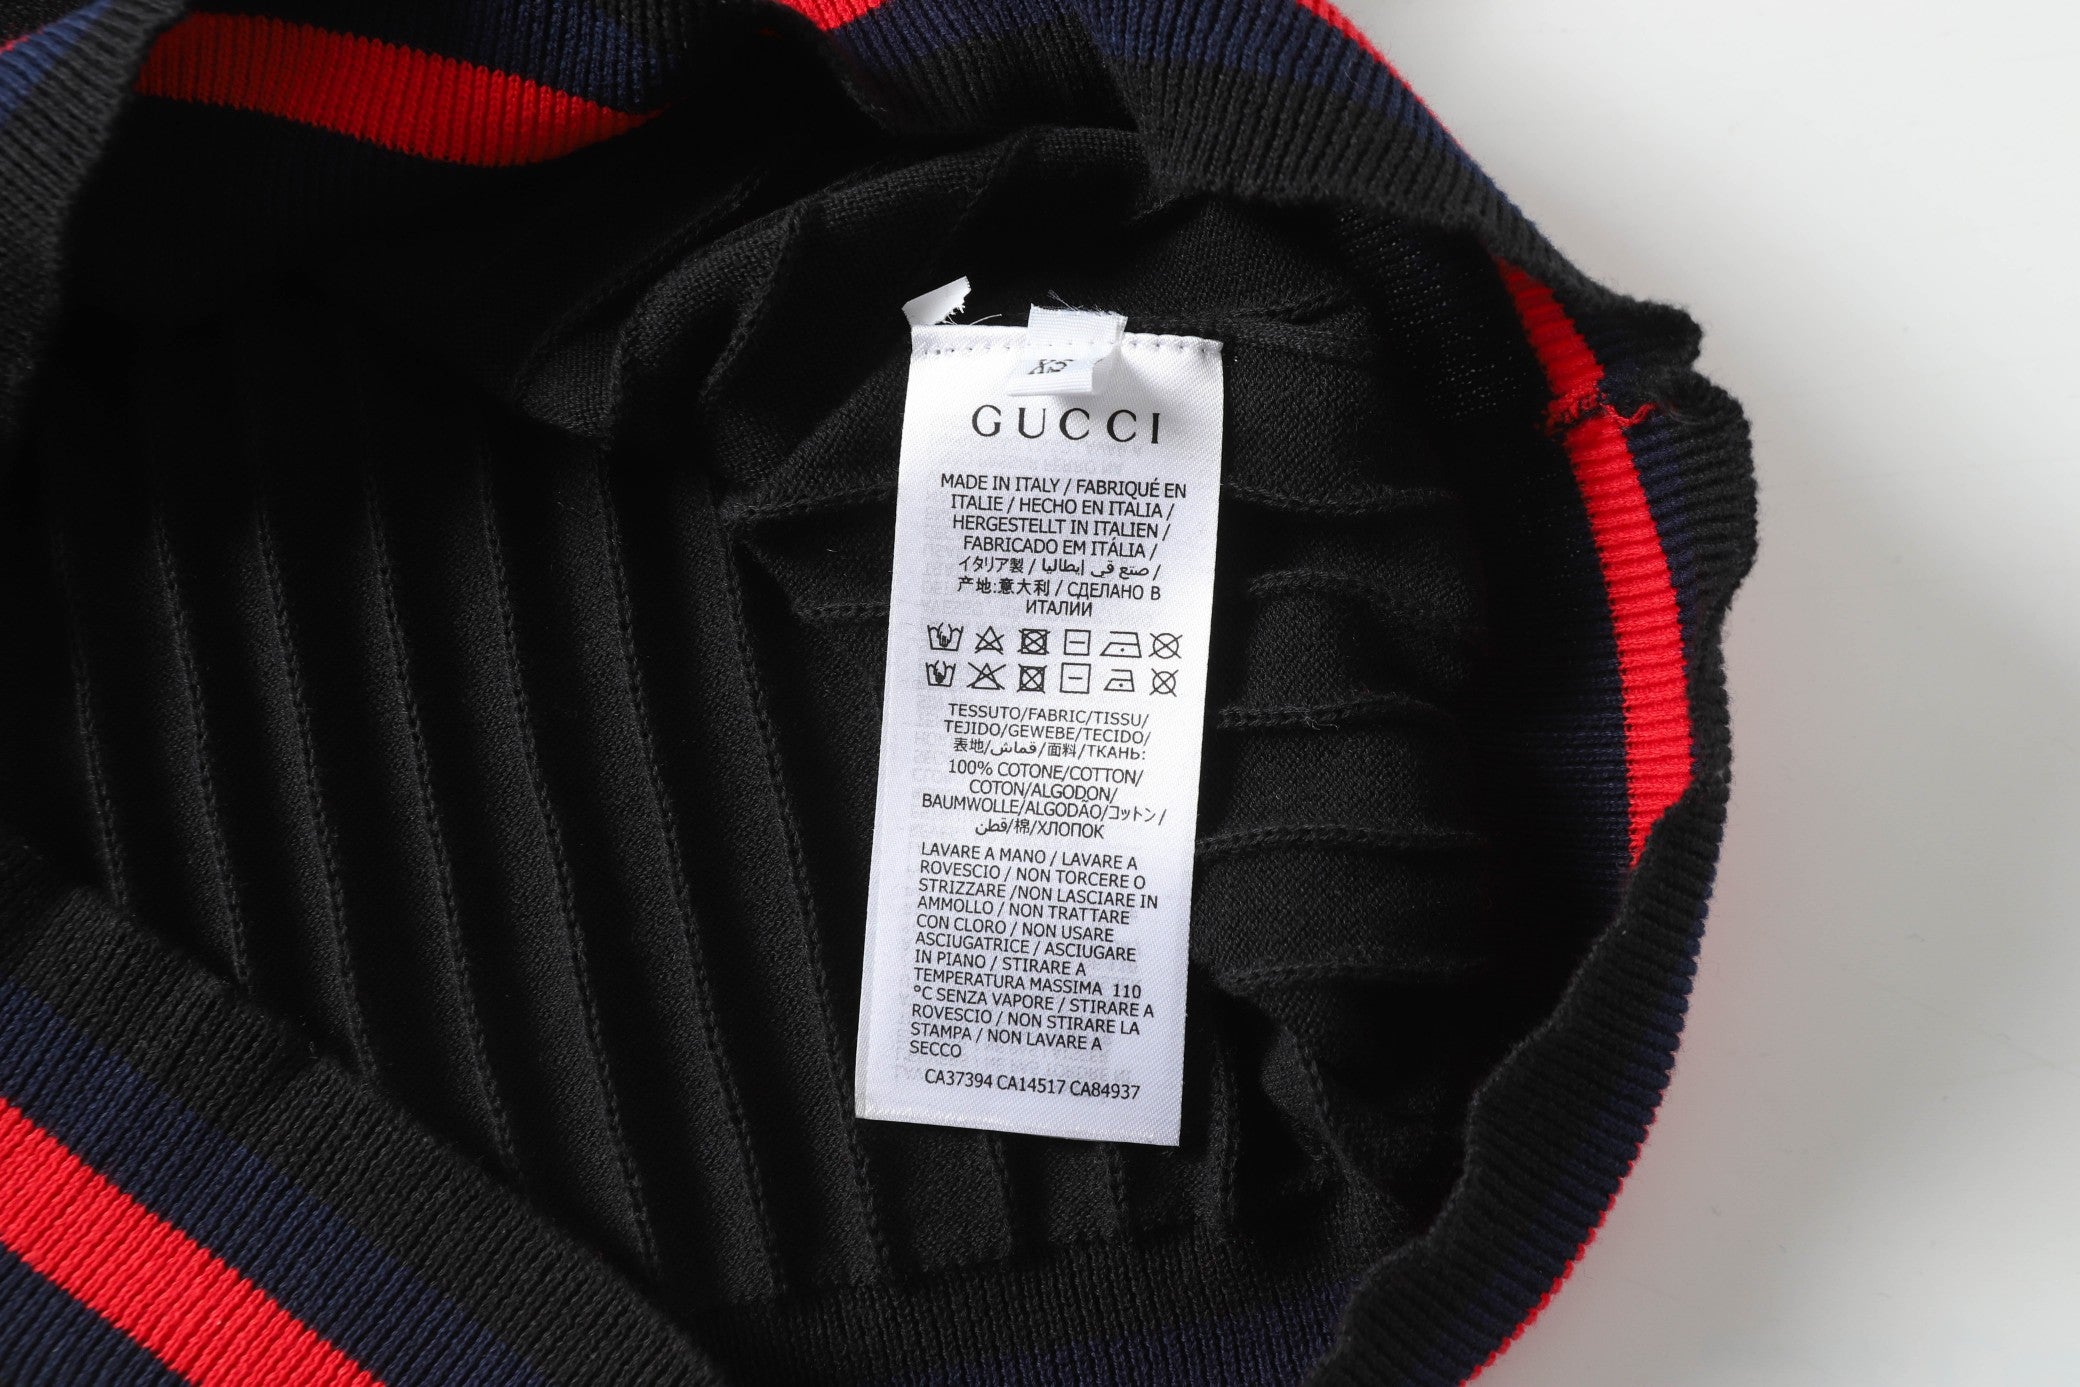 XS
GUCCI
MADE IN ITALY / FABRIQUÉ EN
ITALIE / HECHO EN ITALIA /
HERGESTELLT IN ITALIEN /
FABRICADO EM ITÁLIA /
イタリア製 / صنع في إيطاليا /
产地:意大利 / СДЕЛАНО В
ИТАЛИИ
TESSUTO/FABRIC/TISSU/
TEJIDO/GEWEBE/TECIDO/
表地/قماش/面料/ТКАНЬ:
100% COTONE/COTTON/
COTON/ALGODON/
BAUMWOLLE/ALGODÃO/コットン/
قطن/棉/ХЛОПОК
LAVARE A MANO / LAVARE A
ROVESCIO / NON TORCERE O
STRIZZARE /NON LASCIARE IN
AMMOLLO / NON TRATTARE
CON CLORO / NON USARE
ASCIUGATRICE / ASCIUGARE
IN PIANO / STIRARE A
TEMPERATURA MASSIMA 110
°C SENZA VAPORE / STIRARE A
ROVESCIO / NON STIRARE LA
STAMPA / NON LAVARE A
SECCO
CA37394 CA14517 CA84937